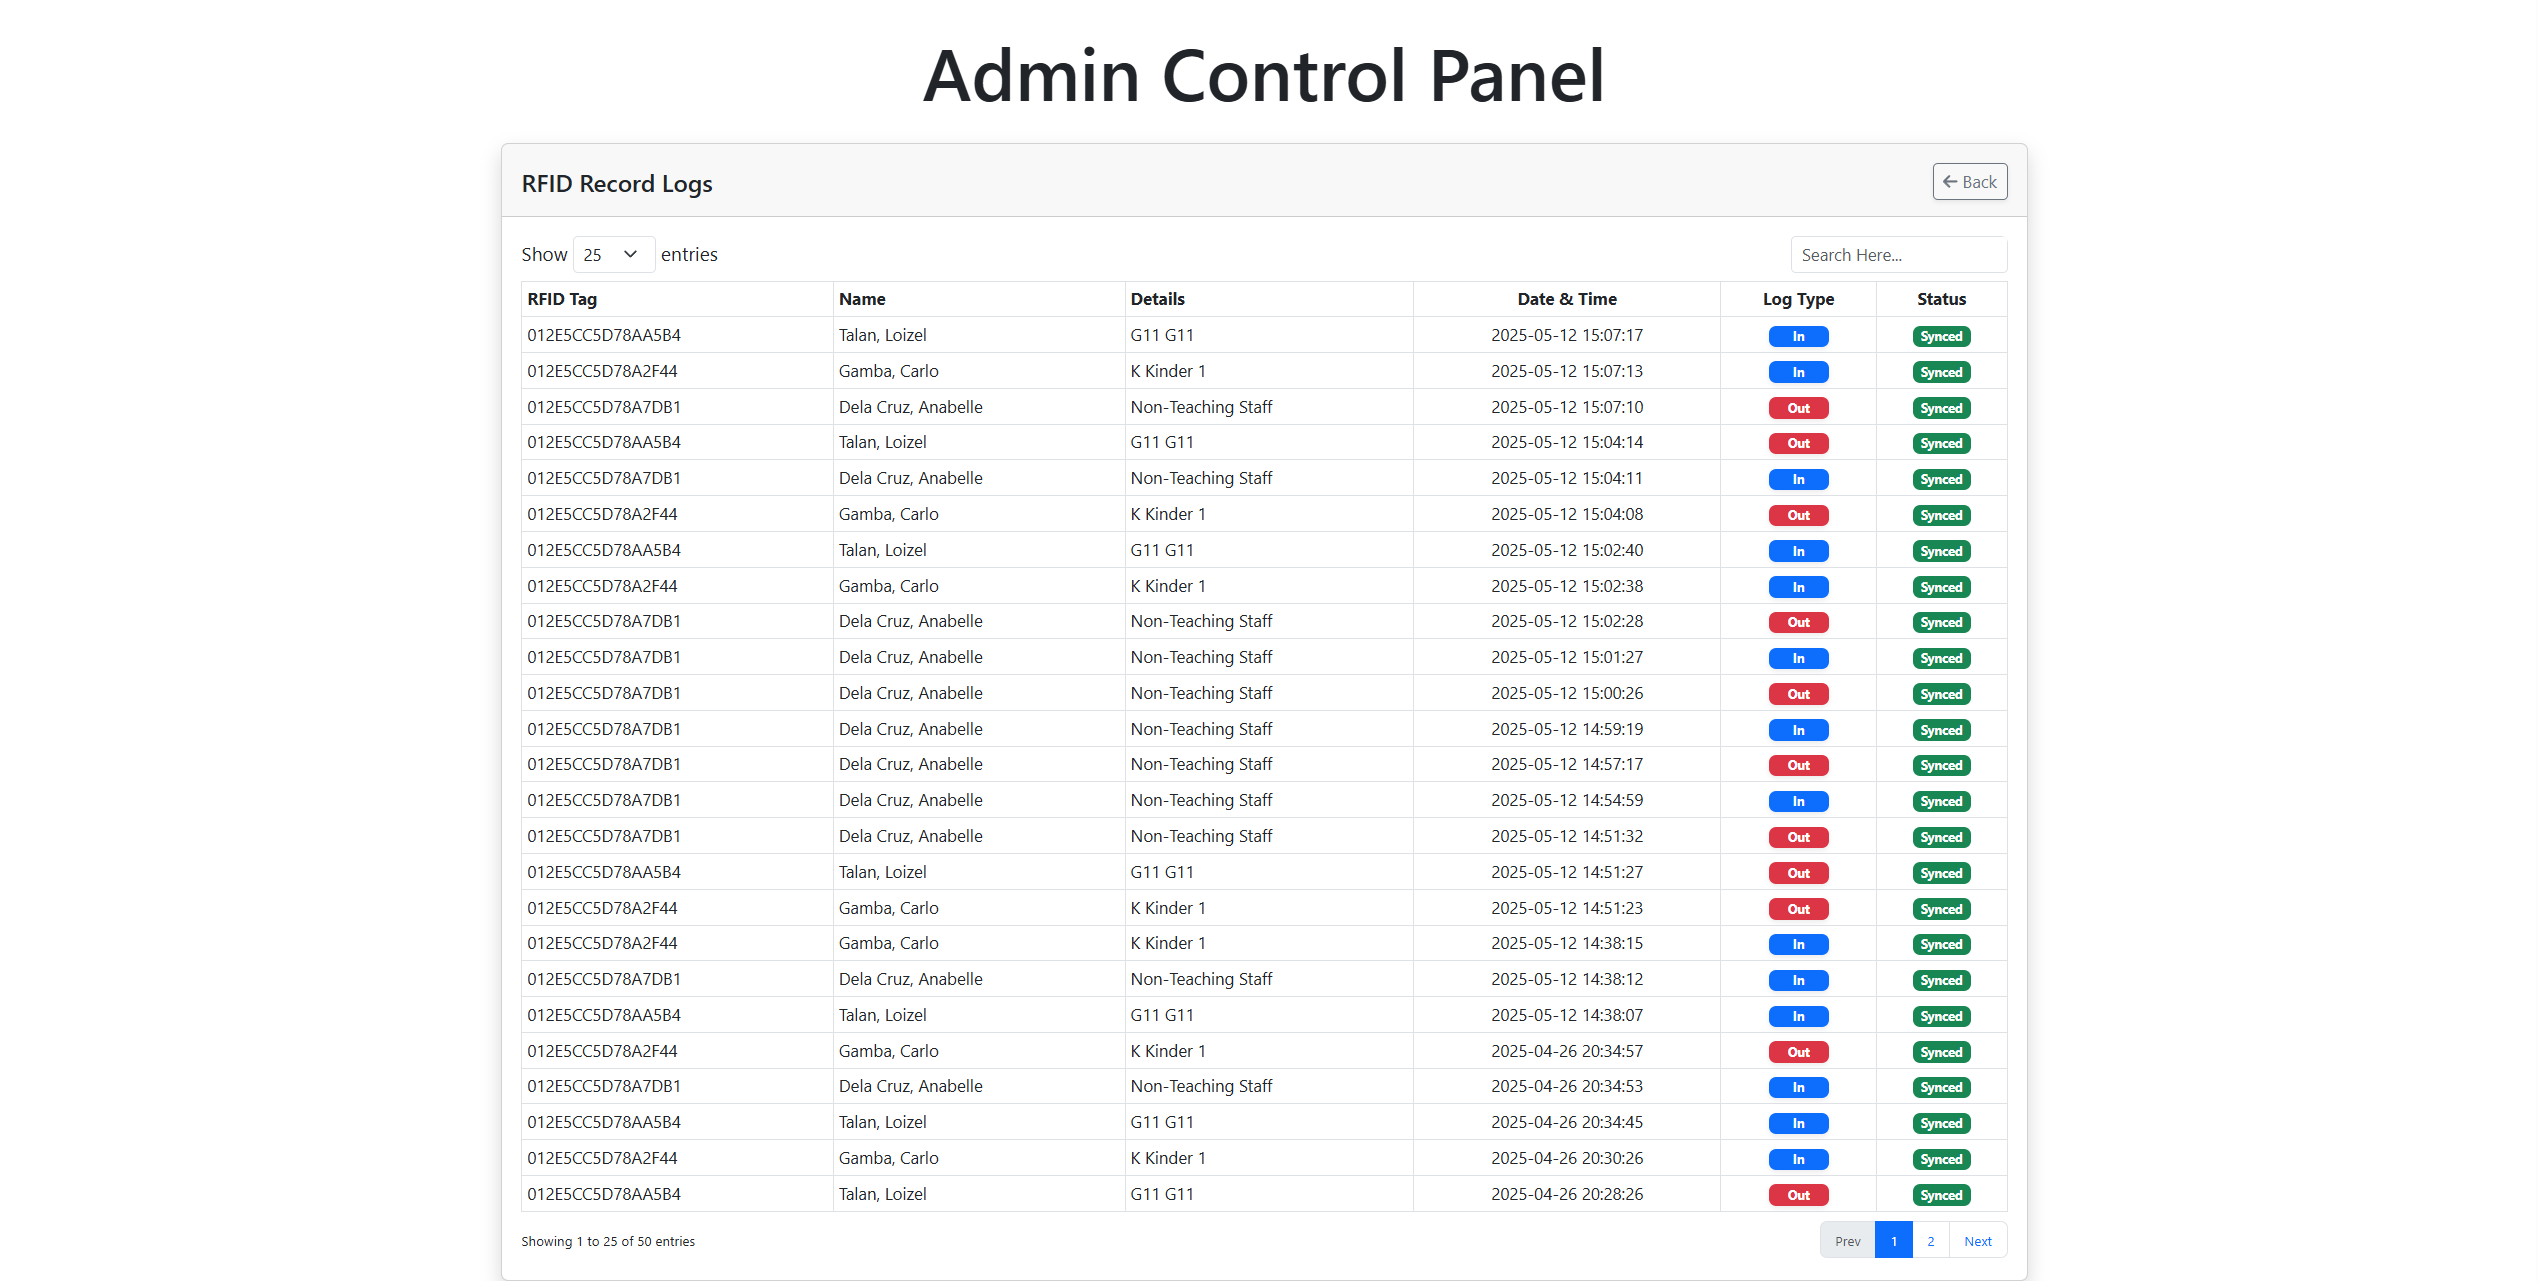 Admin Control Panel
RFID Record Logs
Back
Show 25 entries
Search Here...
RFID Tag Name Details Date & Time Log Type Status
012E5CC5D78AA5B4 Talan, Loizel G11 G11 2025-05-12 15:07:17 In Synced
012E5CC5D78A2F44 Gamba, Carlo K Kinder 1 2025-05-12 15:07:13 In Synced
012E5CC5D78A7DB1 Dela Cruz, Anabelle Non-Teaching Staff 2025-05-12 15:07:10 Out Synced
012E5CC5D78AA5B4 Talan, Loizel G11 G11 2025-05-12 15:04:14 Out Synced
012E5CC5D78A7DB1 Dela Cruz, Anabelle Non-Teaching Staff 2025-05-12 15:04:11 In Synced
012E5CC5D78A2F44 Gamba, Carlo K Kinder 1 2025-05-12 15:04:08 Out Synced
012E5CC5D78AA5B4 Talan, Loizel G11 G11 2025-05-12 15:02:40 In Synced
012E5CC5D78A2F44 Gamba, Carlo K Kinder 1 2025-05-12 15:02:38 In Synced
012E5CC5D78A7DB1 Dela Cruz, Anabelle Non-Teaching Staff 2025-05-12 15:02:28 Out Synced
012E5CC5D78A7DB1 Dela Cruz, Anabelle Non-Teaching Staff 2025-05-12 15:01:27 In Synced
012E5CC5D78A7DB1 Dela Cruz, Anabelle Non-Teaching Staff 2025-05-12 15:00:26 Out Synced
012E5CC5D78A7DB1 Dela Cruz, Anabelle Non-Teaching Staff 2025-05-12 14:59:19 In Synced
012E5CC5D78A7DB1 Dela Cruz, Anabelle Non-Teaching Staff 2025-05-12 14:57:17 Out Synced
012E5CC5D78A7DB1 Dela Cruz, Anabelle Non-Teaching Staff 2025-05-12 14:54:59 In Synced
012E5CC5D78A7DB1 Dela Cruz, Anabelle Non-Teaching Staff 2025-05-12 14:51:32 Out Synced
012E5CC5D78AA5B4 Talan, Loizel G11 G11 2025-05-12 14:51:27 Out Synced
012E5CC5D78A2F44 Gamba, Carlo K Kinder 1 2025-05-12 14:51:23 Out Synced
012E5CC5D78A2F44 Gamba, Carlo K Kinder 1 2025-05-12 14:38:15 In Synced
012E5CC5D78A7DB1 Dela Cruz, Anabelle Non-Teaching Staff 2025-05-12 14:38:12 In Synced
012E5CC5D78AA5B4 Talan, Loizel G11 G11 2025-05-12 14:38:07 In Synced
012E5CC5D78A2F44 Gamba, Carlo K Kinder 1 2025-04-26 20:34:57 Out Synced
012E5CC5D78A7DB1 Dela Cruz, Anabelle Non-Teaching Staff 2025-04-26 20:34:53 In Synced
012E5CC5D78AA5B4 Talan, Loizel G11 G11 2025-04-26 20:34:45 In Synced
012E5CC5D78A2F44 Gamba, Carlo K Kinder 1 2025-04-26 20:30:26 In Synced
012E5CC5D78AA5B4 Talan, Loizel G11 G11 2025-04-26 20:28:26 Out Synced
Showing 1 to 25 of 50 entries
Prev 1 2 Next